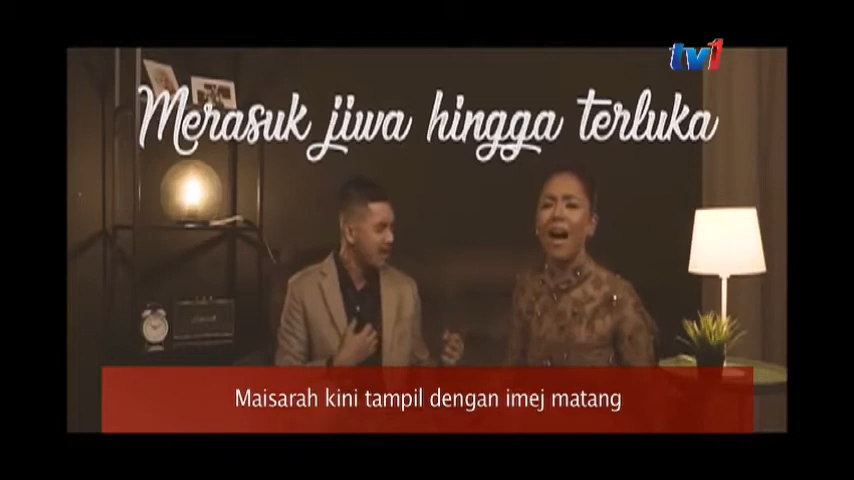 tv1
Merasuk jiwa hingga terluka
Maisarah kini tampil dengan imej matang